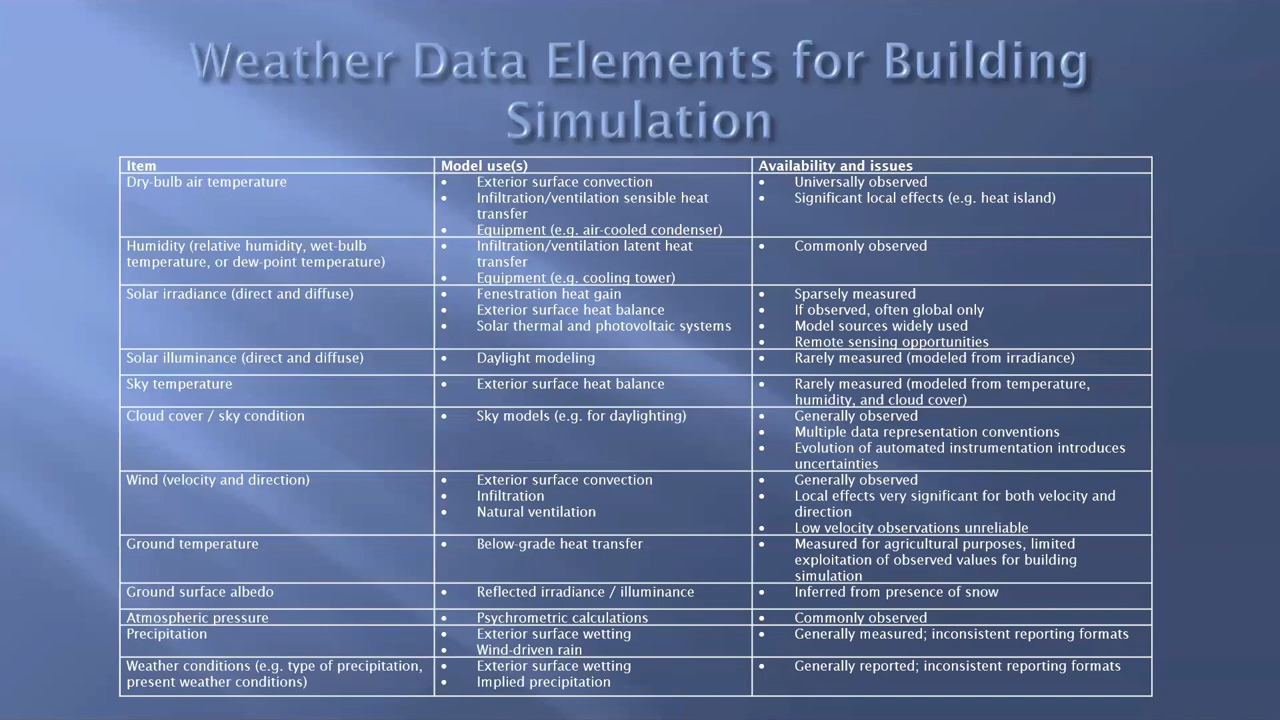 Weather Data Elements for Building
Simulation
Item
Model use(s)
Availability and issues
Dry-bulb air temperature
• Exterior surface convection
• Infiltration/ventilation sensible heat
transfer
• Equipment (e.g. air-cooled condenser)
• Universally observed
• Significant local effects (e.g. heat island)
Humidity (relative humidity, wet-bulb
temperature, or dew-point temperature)
• Infiltration/ventilation latent heat
transfer
• Equipment (e.g. cooling tower)
• Commonly observed
Solar irradiance (direct and diffuse)
• Fenestration heat gain
• Exterior surface heat balance
• Solar thermal and photovoltaic systems
• Sparsely measured
• If observed, often global only
• Model sources widely used
• Remote sensing opportunities
Solar illuminance (direct and diffuse)
• Daylight modeling
• Rarely measured (modeled from irradiance)
Sky temperature
• Exterior surface heat balance
• Rarely measured (modeled from temperature,
humidity, and cloud cover)
Cloud cover / sky condition
• Sky models (e.g. for daylighting)
• Generally observed
• Multiple data representation conventions
• Evolution of automated instrumentation introduces
uncertainties
Wind (velocity and direction)
• Exterior surface convection
• Infiltration
• Natural ventilation
• Generally observed
• Local effects very significant for both velocity and
direction
• Low velocity observations unreliable
Ground temperature
• Below-grade heat transfer
• Measured for agricultural purposes, limited
exploitation of observed values for building
simulation
Ground surface albedo
• Reflected irradiance / illuminance
• Inferred from presence of snow
Atmospheric pressure
• Psychrometric calculations
• Commonly observed
Precipitation
• Exterior surface wetting
• Wind-driven rain
• Generally measured; inconsistent reporting formats
Weather conditions (e.g. type of precipitation,
present weather conditions)
• Exterior surface wetting
• Implied precipitation
• Generally reported; inconsistent reporting formats